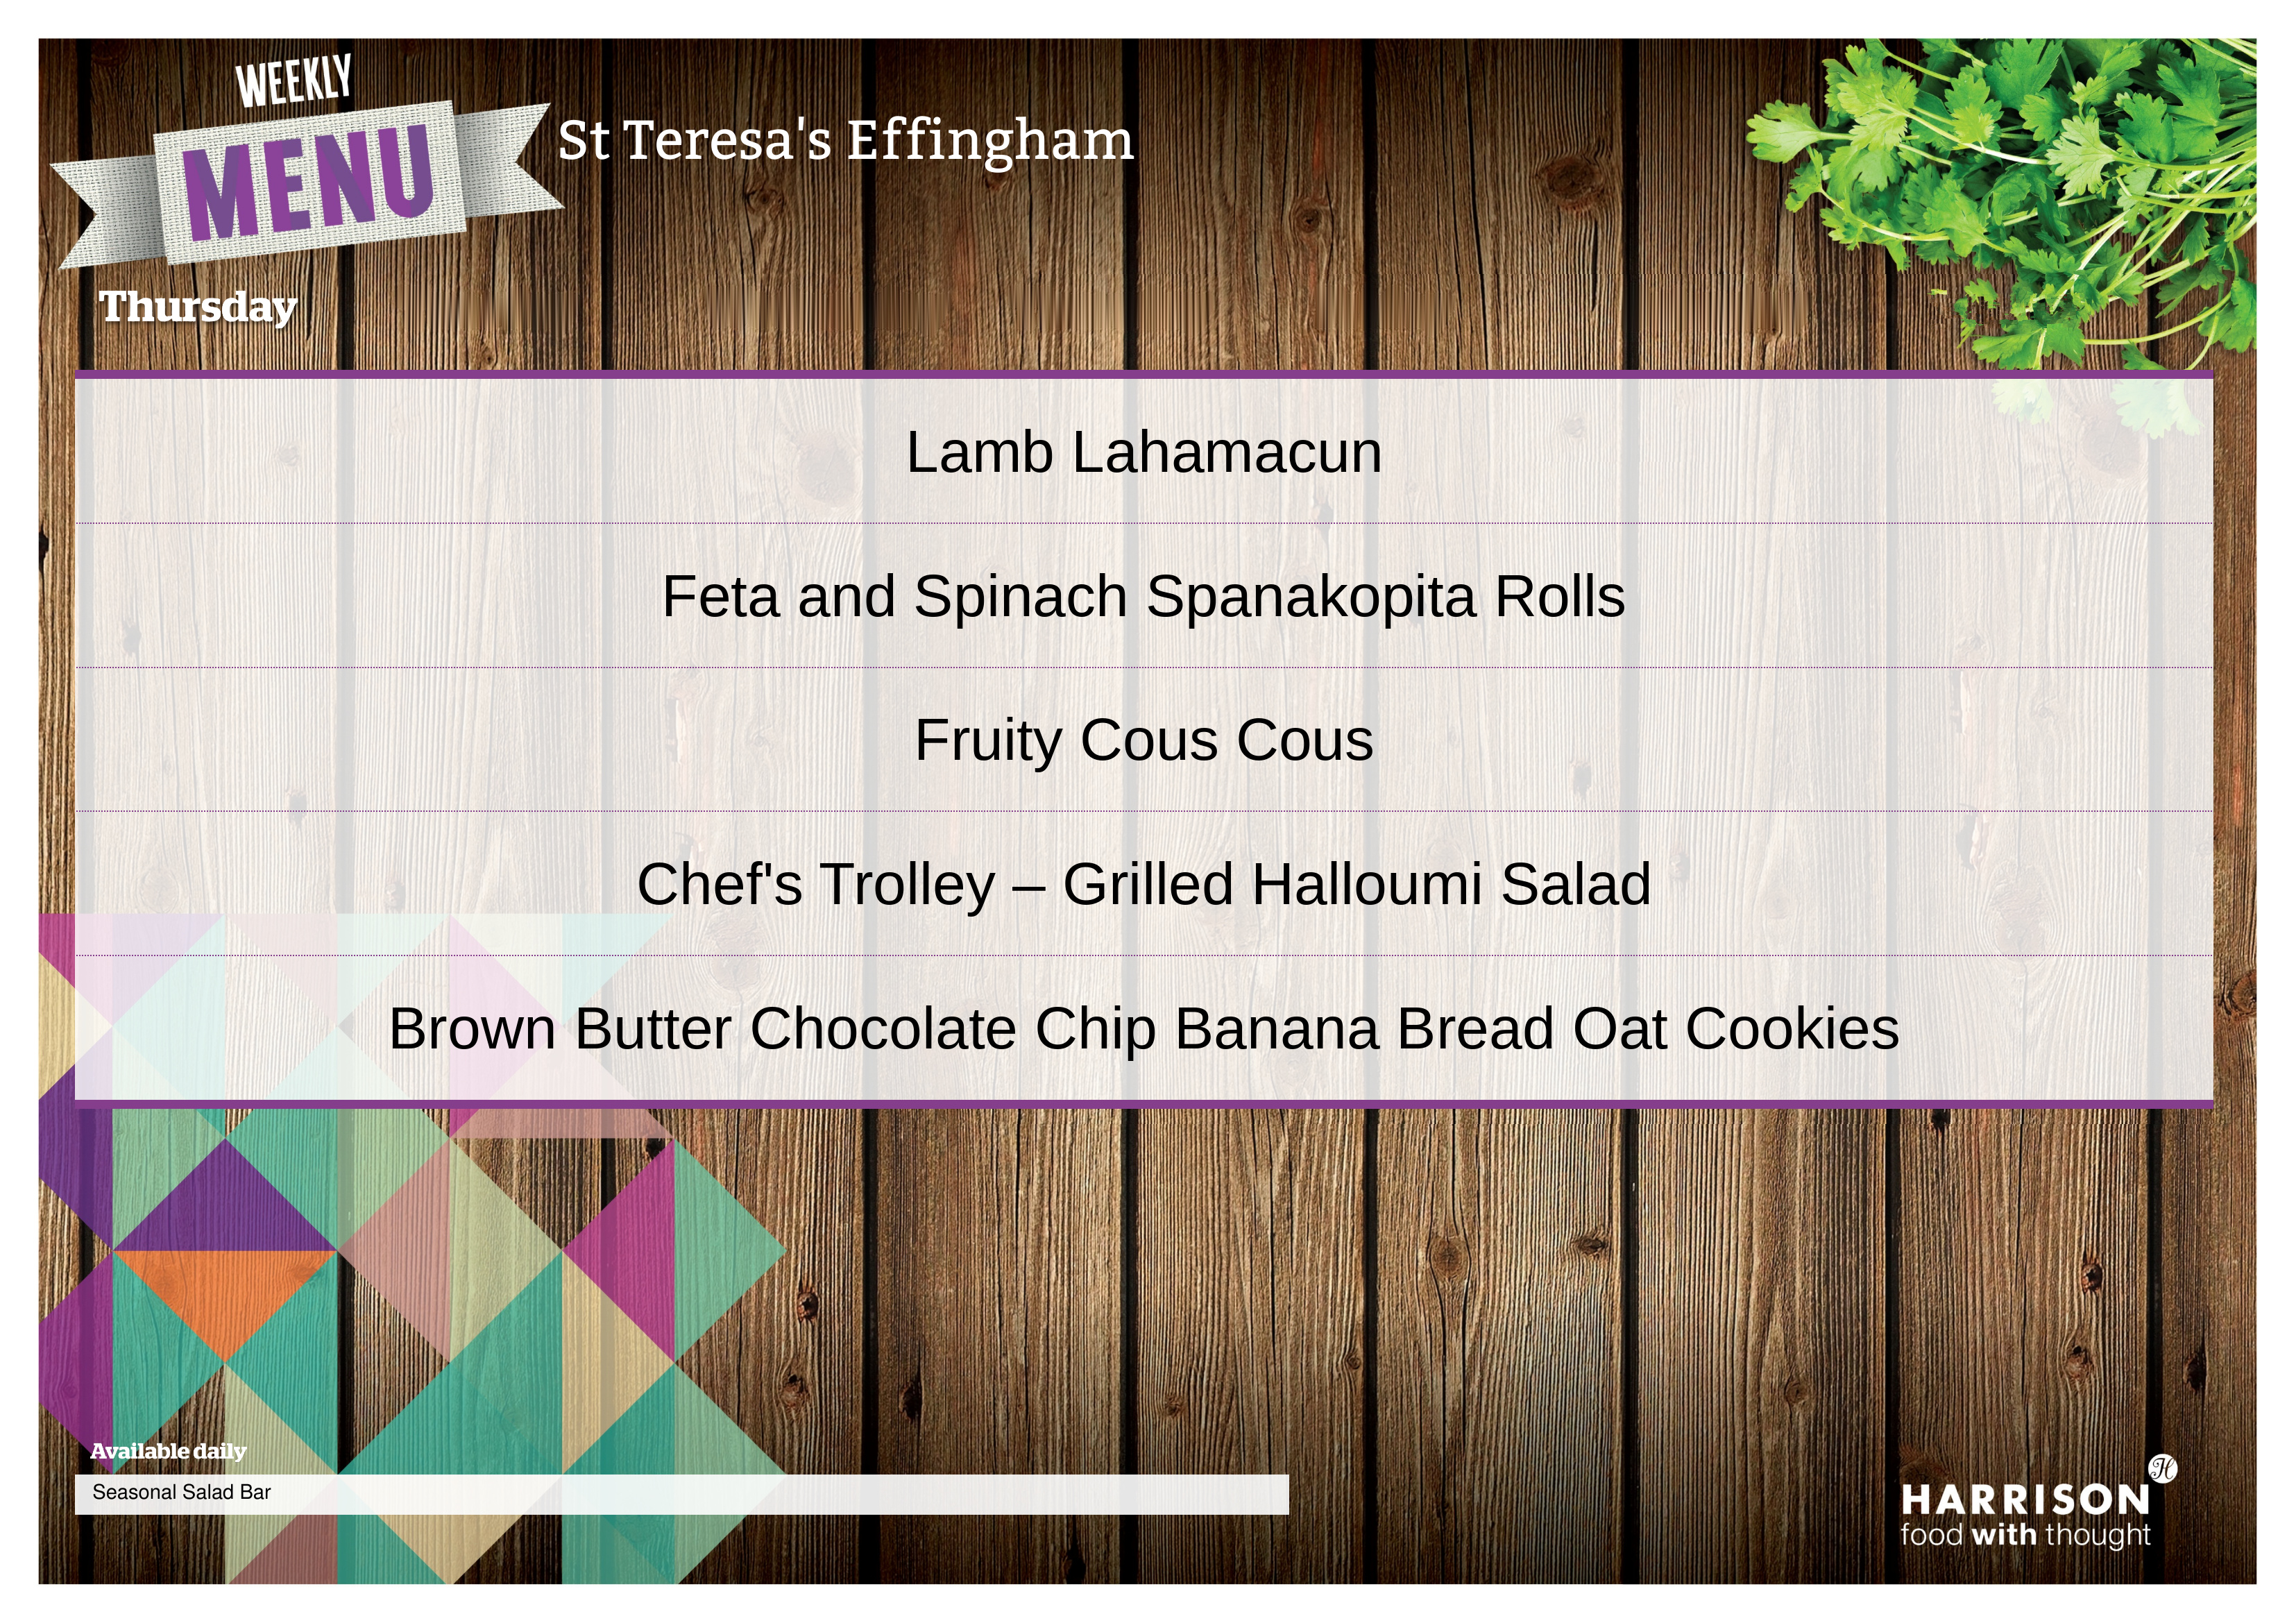 WEEKLY
MENU
St Teresa's Effingham
Thursday
Lamb Lahamacun
Feta and Spinach Spanakopita Rolls
Fruity Cous Cous
Chef's Trolley – Grilled Halloumi Salad
Brown Butter Chocolate Chip Banana Bread Oat Cookies
Available daily
Seasonal Salad Bar
H
HARRISON
food with thought